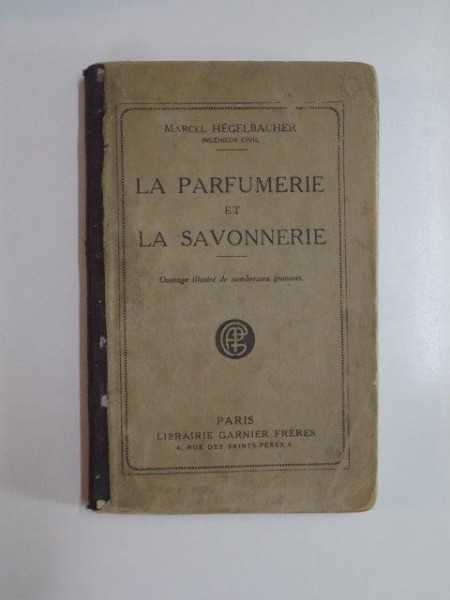 MARCEL HÉGELBACHER
INGÉNIEUR CIVIL
LA PARFUMERIE
ET
LA SAVONNERIE
Ouvrage illustré de nombreuses gravures
PARIS
LIBRAIRIE GARNIER FRÈRES
6, RUE DES SAINTS-PÈRES, 6